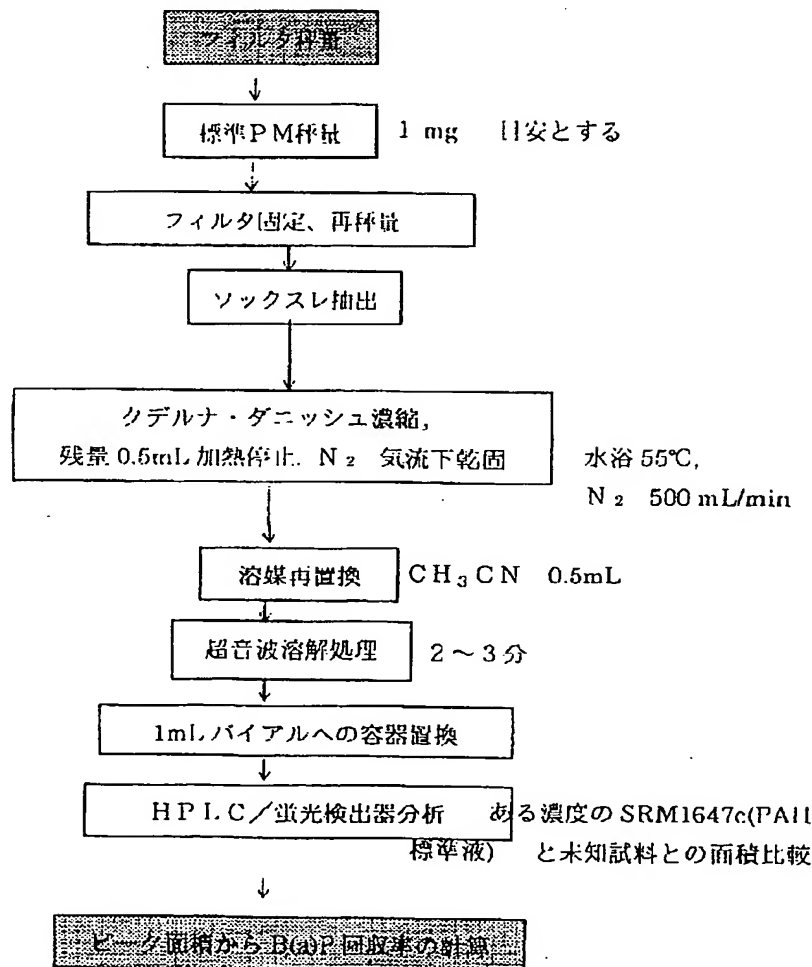 フィルタ秤量
標準PM秤量 1 mg 目安とする
フィルタ固定、再秤量
ソックスレ抽出
クデルナ・ダニッシュ濃縮,
残量 0.5mL 加熱停止. N₂ 気流下乾固 水浴 55℃,
N₂ 500 mL/min
溶媒再置換 CH₃CN 0.5mL
超音波溶解処理 2～3分
1mLバイアルへの容器置換
HPLC／蛍光検出器分析 ある濃度の SRM1647c(PAH
標準液) と未知試料との面積比較
ピーク面積から B(a)P 回収率の計算